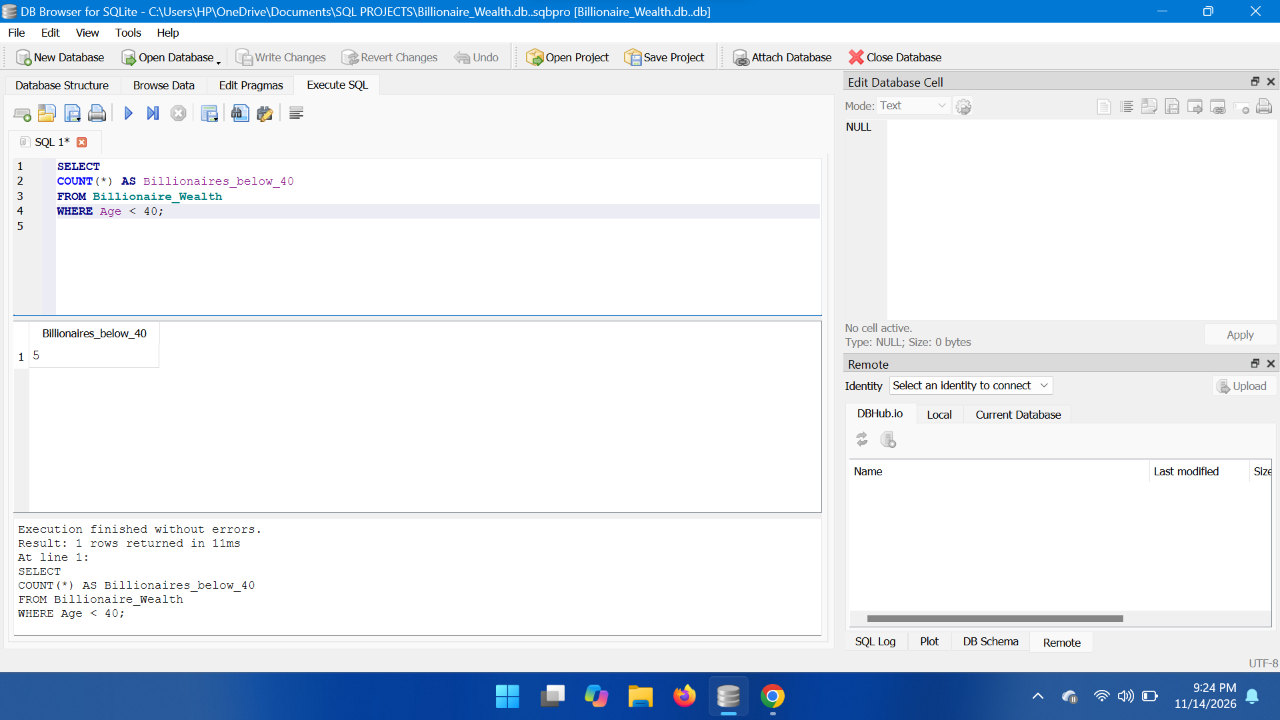 DB Browser for SQLite - C:\Users\HP\OneDrive\Documents\SQL PROJECTS\Billionaire_Wealth.db..sqbpro [Billionaire_Wealth.db..db]
File Edit View Tools Help
New Database Open Database Write Changes Revert Changes Undo Open Project Save Project Attach Database Close Database
Database Structure Browse Data Edit Pragmas Execute SQL
SQL 1*
1 SELECT
2 COUNT(*) AS Billionaires_below_40
3 FROM Billionaire_Wealth
4 WHERE Age < 40;
5
Billionaires_below_40
1 5
Execution finished without errors.
Result: 1 rows returned in 11ms
At line 1:
SELECT
COUNT(*) AS Billionaires_below_40
FROM Billionaire_Wealth
WHERE Age < 40;
Edit Database Cell
Mode: Text
NULL
No cell active.
Type: NULL; Size: 0 bytes
Apply
Remote
Identity Select an identity to connect Upload
DBHub.io Local Current Database
Name Last modified Size
SQL Log Plot DB Schema Remote
UTF-8
9:24 PM
11/14/2026